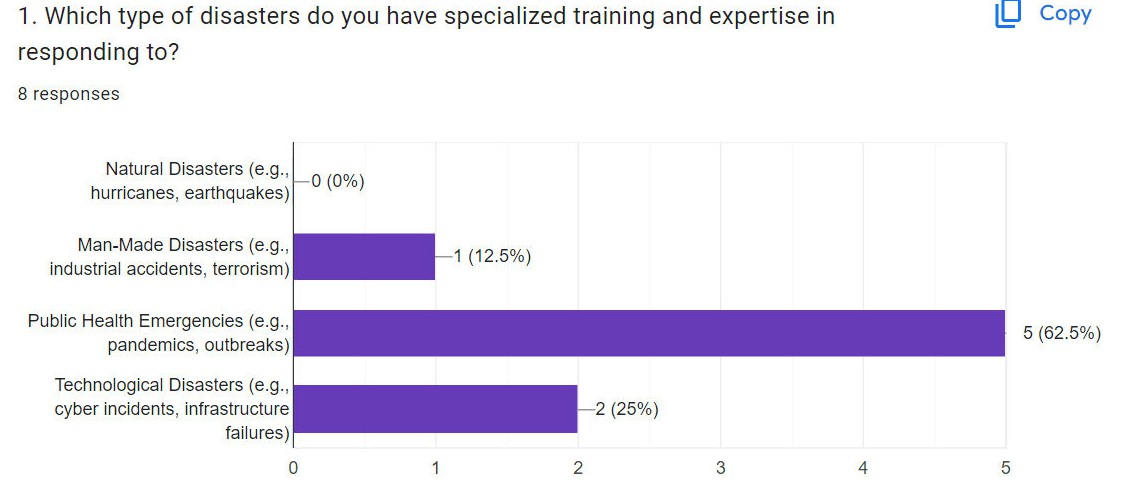 1. Which type of disasters do you have specialized training and expertise in
responding to?
Copy
8 responses
Natural Disasters (e.g.,
hurricanes, earthquakes)
0 (0%)
Man-Made Disasters (e.g.,
industrial accidents, terrorism)
1 (12.5%)
Public Health Emergencies (e.g.,
pandemics, outbreaks)
5 (62.5%)
Technological Disasters (e.g.,
cyber incidents, infrastructure
failures)
2 (25%)
0 1 2 3 4 5